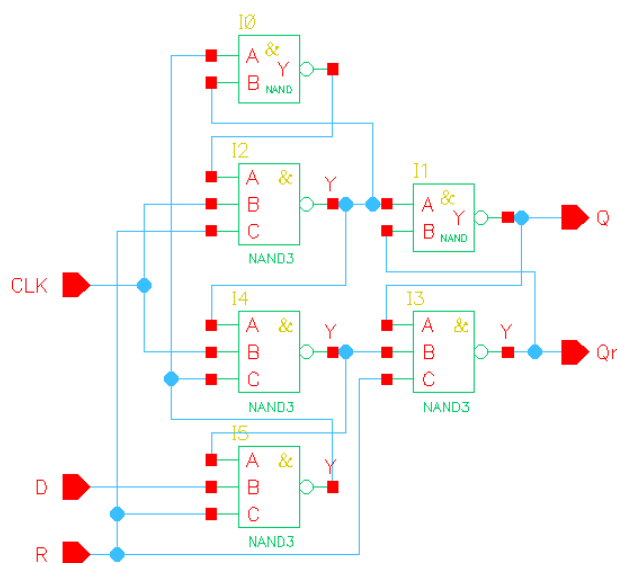 I0
A & Y
B NAND
I2
A & Y
B
C
NAND3
I1
A & Y
B NAND
Q
CLK
I4
A & Y
B
C
NAND3
I3
A & Y
B
C
NAND3
Qr
I5
A & Y
B
C
NAND3
D
R